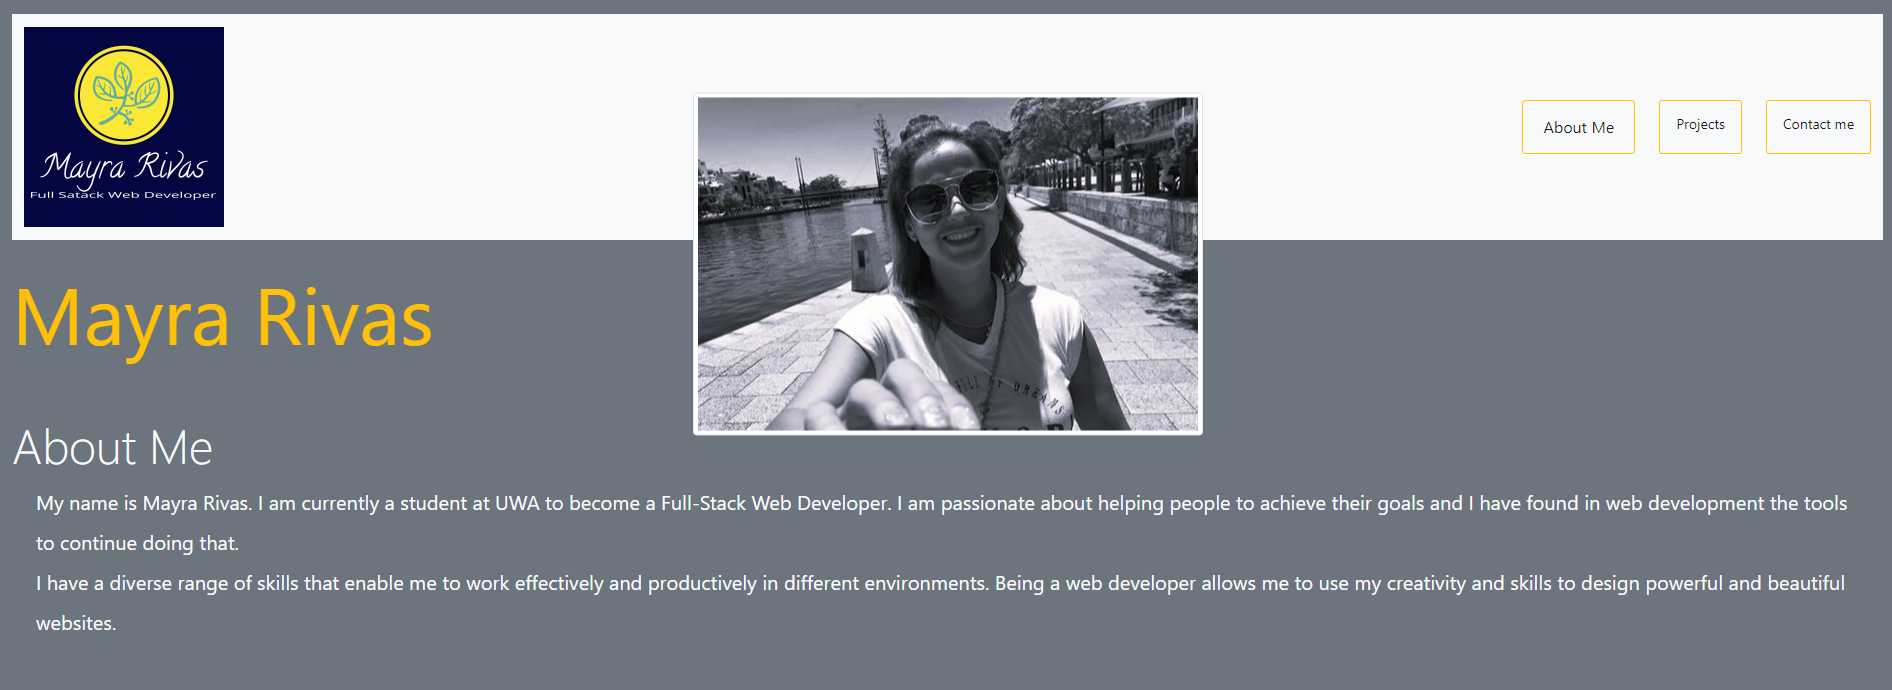 Mayra Rivas
Full Satack Web Developer
About Me
Projects
Contact me
Mayra Rivas
About Me
My name is Mayra Rivas. I am currently a student at UWA to become a Full-Stack Web Developer. I am passionate about helping people to achieve their goals and I have found in web development the tools
to continue doing that.
I have a diverse range of skills that enable me to work effectively and productively in different environments. Being a web developer allows me to use my creativity and skills to design powerful and beautiful
websites.